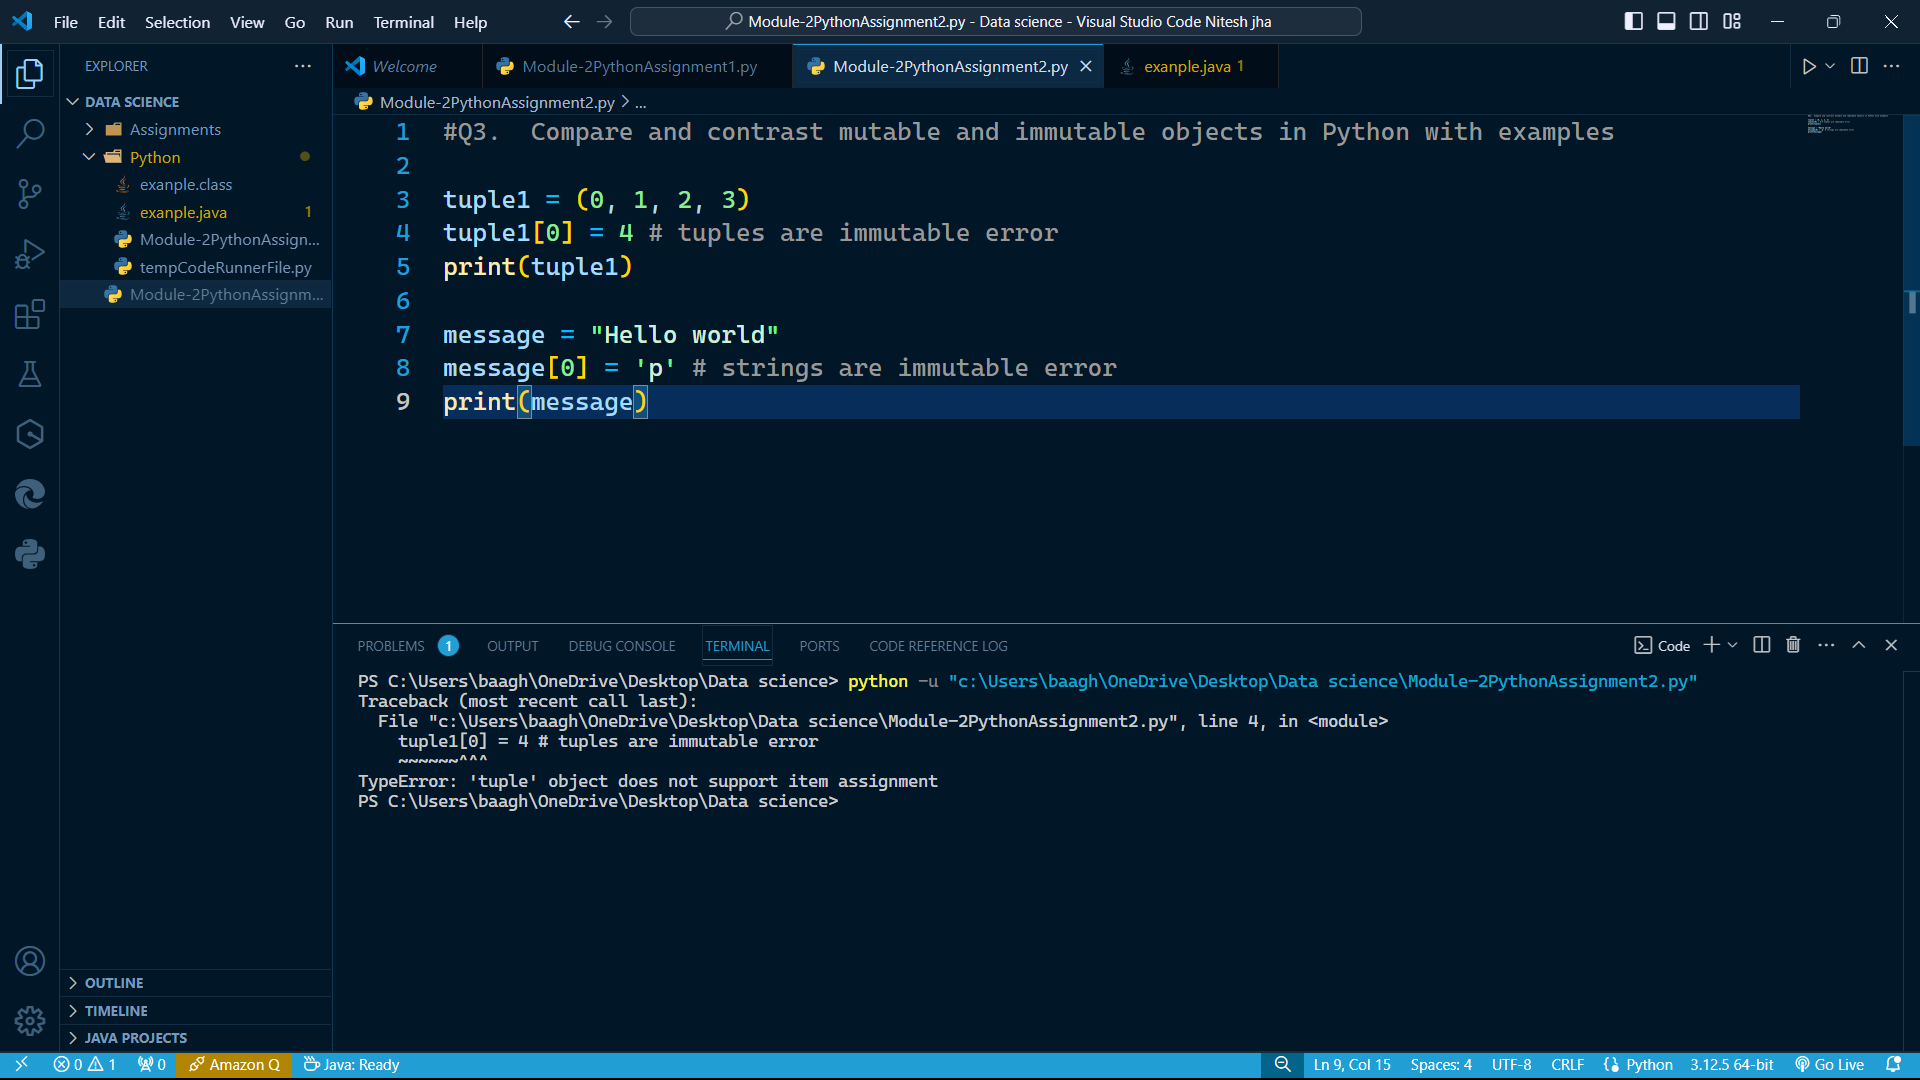 File Edit Selection View Go Run Terminal Help
Module-2PythonAssignment2.py - Data science - Visual Studio Code Nitesh jha
EXPLORER
DATA SCIENCE
Assignments
Python
exanple.class
exanple.java 1
Module-2PythonAssign...
tempCodeRunnerFile.py
Module-2PythonAssignm...
OUTLINE
TIMELINE
JAVA PROJECTS
Welcome Module-2PythonAssignment1.py Module-2PythonAssignment2.py exanple.java 1
Module-2PythonAssignment2.py > ...
1 #Q3.  Compare and contrast mutable and immutable objects in Python with examples
2
3 tuple1 = (0, 1, 2, 3)
4 tuple1[0] = 4 # tuples are immutable error
5 print(tuple1)
6
7 message = "Hello world"
8 message[0] = 'p' # strings are immutable error
9 print(message)
PROBLEMS 1 OUTPUT DEBUG CONSOLE TERMINAL PORTS CODE REFERENCE LOG Code
PS C:\Users\baagh\OneDrive\Desktop\Data science> python -u "c:\Users\baagh\OneDrive\Desktop\Data science\Module-2PythonAssignment2.py"
Traceback (most recent call last):
  File "c:\Users\baagh\OneDrive\Desktop\Data science\Module-2PythonAssignment2.py", line 4, in <module>
    tuple1[0] = 4 # tuples are immutable error
    ~~~~~~^^^
TypeError: 'tuple' object does not support item assignment
PS C:\Users\baagh\OneDrive\Desktop\Data science>
0 1 0 Amazon Q Java: Ready Ln 9, Col 15 Spaces: 4 UTF-8 CRLF Python 3.12.5 64-bit Go Live